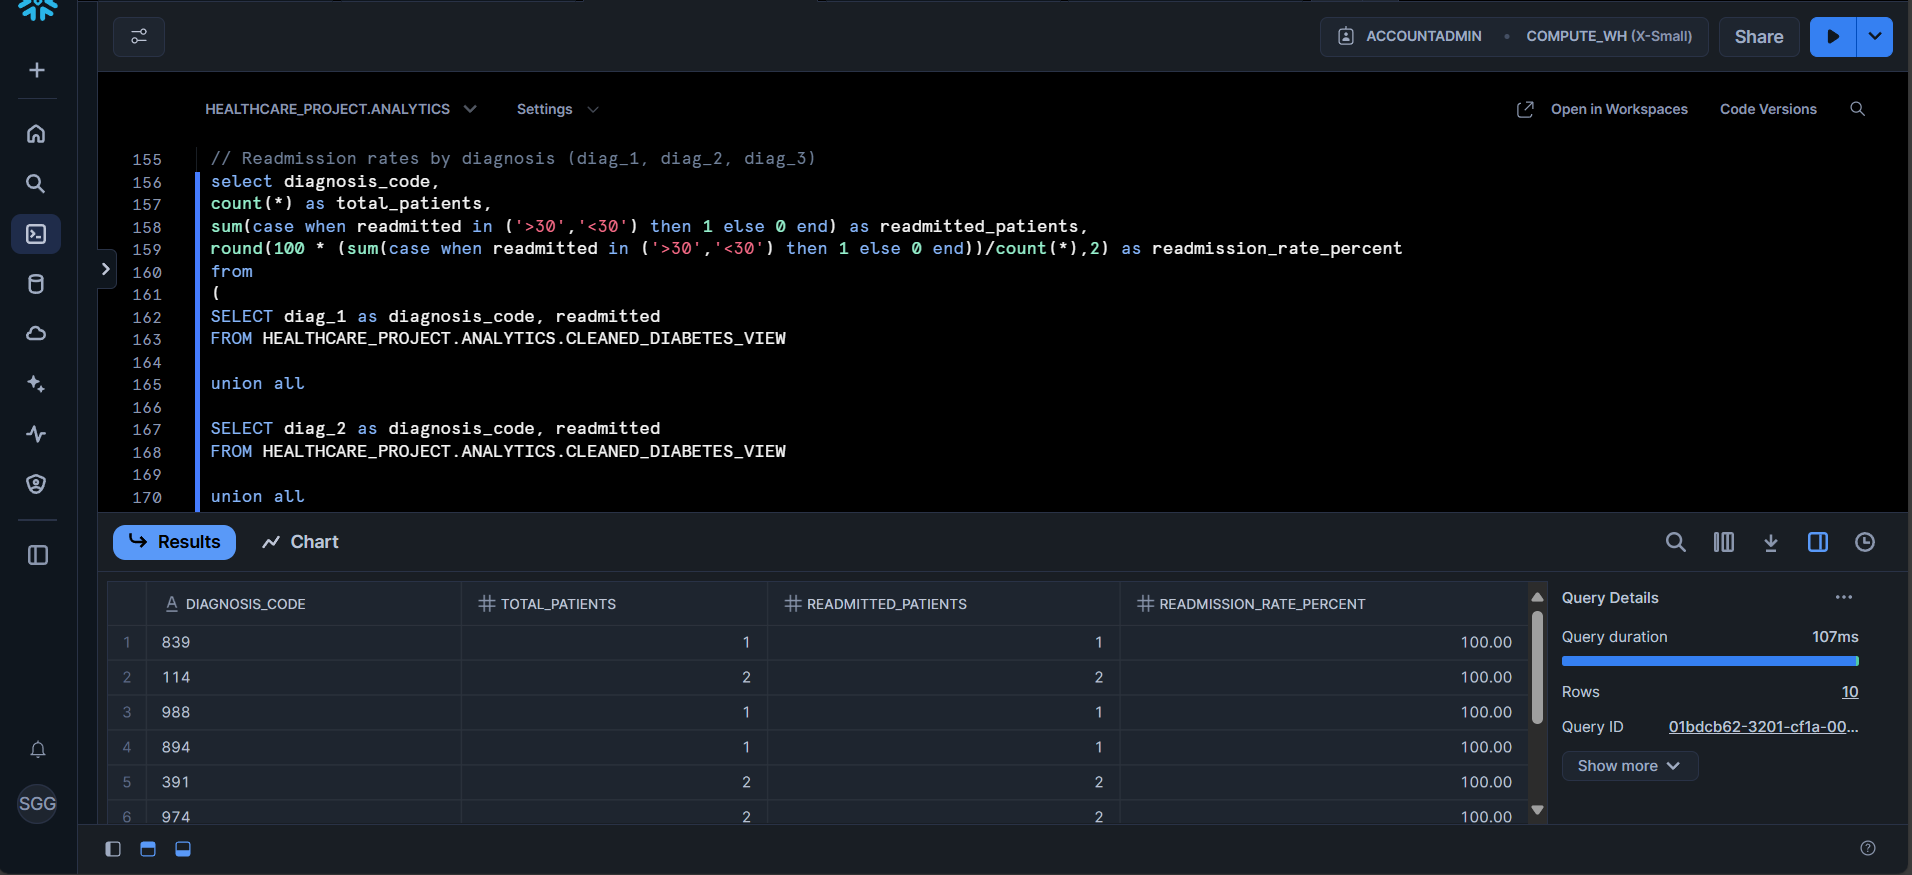 ACCOUNTADMIN • COMPUTE_WH (X-Small)
Share
HEALTHCARE_PROJECT.ANALYTICS
Settings
Open in Workspaces
Code Versions
155 // Readmission rates by diagnosis (diag_1, diag_2, diag_3)
156 select diagnosis_code,
157 count(*) as total_patients,
158 sum(case when readmitted in ('>30','<30') then 1 else 0 end) as readmitted_patients,
159 round(100 * (sum(case when readmitted in ('>30','<30') then 1 else 0 end))/count(*),2) as readmission_rate_percent
160 from
161 (
162 SELECT diag_1 as diagnosis_code, readmitted
163 FROM HEALTHCARE_PROJECT.ANALYTICS.CLEANED_DIABETES_VIEW
164
165 union all
166
167 SELECT diag_2 as diagnosis_code, readmitted
168 FROM HEALTHCARE_PROJECT.ANALYTICS.CLEANED_DIABETES_VIEW
169
170 union all
Results
Chart
A DIAGNOSIS_CODE # TOTAL_PATIENTS # READMITTED_PATIENTS # READMISSION_RATE_PERCENT
1 839 1 1 100.00
2 114 2 2 100.00
3 988 1 1 100.00
4 894 1 1 100.00
5 391 2 2 100.00
6 974 2 2 100.00
Query Details ...
Query duration 107ms
Rows 10
Query ID 01bdcb62-3201-cf1a-00...
Show more
SGG